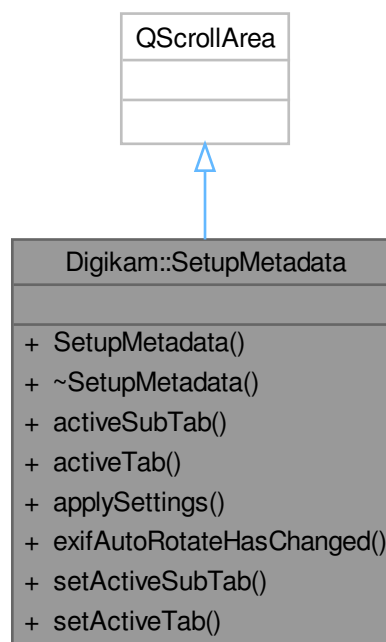 QScrollArea
Digikam::SetupMetadata
+ SetupMetadata()
+ ~SetupMetadata()
+ activeSubTab()
+ activeTab()
+ applySettings()
+ exifAutoRotateHasChanged()
+ setActiveSubTab()
+ setActiveTab()